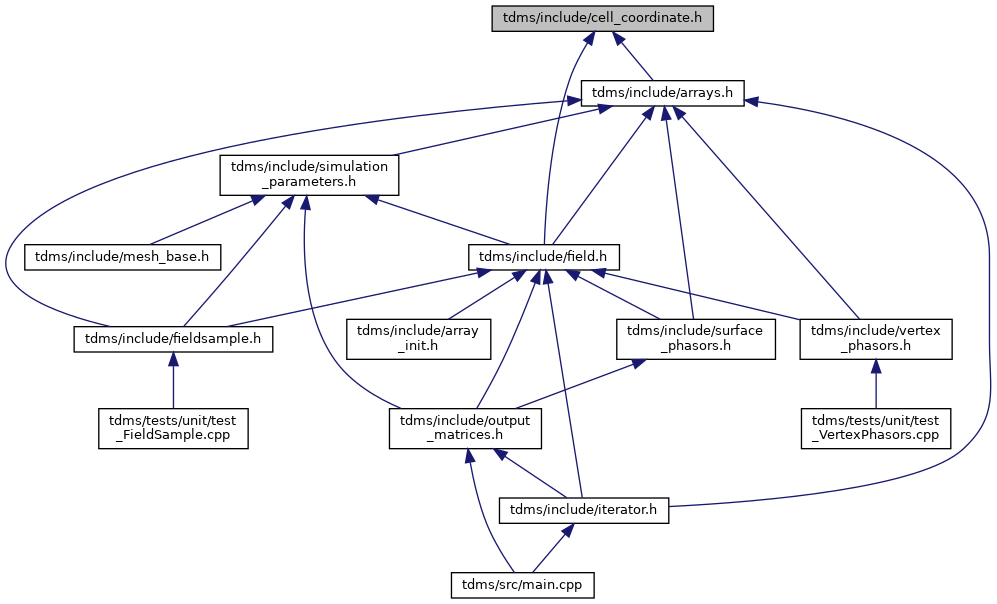 tdms/include/cell_coordinate.h
tdms/include/arrays.h
tdms/include/simulation
_parameters.h
tdms/include/mesh_base.h
tdms/include/field.h
tdms/include/fieldsample.h
tdms/include/array
_init.h
tdms/include/surface
_phasors.h
tdms/include/vertex
_phasors.h
tdms/tests/unit/test
_FieldSample.cpp
tdms/include/output
_matrices.h
tdms/tests/unit/test
_VertexPhasors.cpp
tdms/include/iterator.h
tdms/src/main.cpp